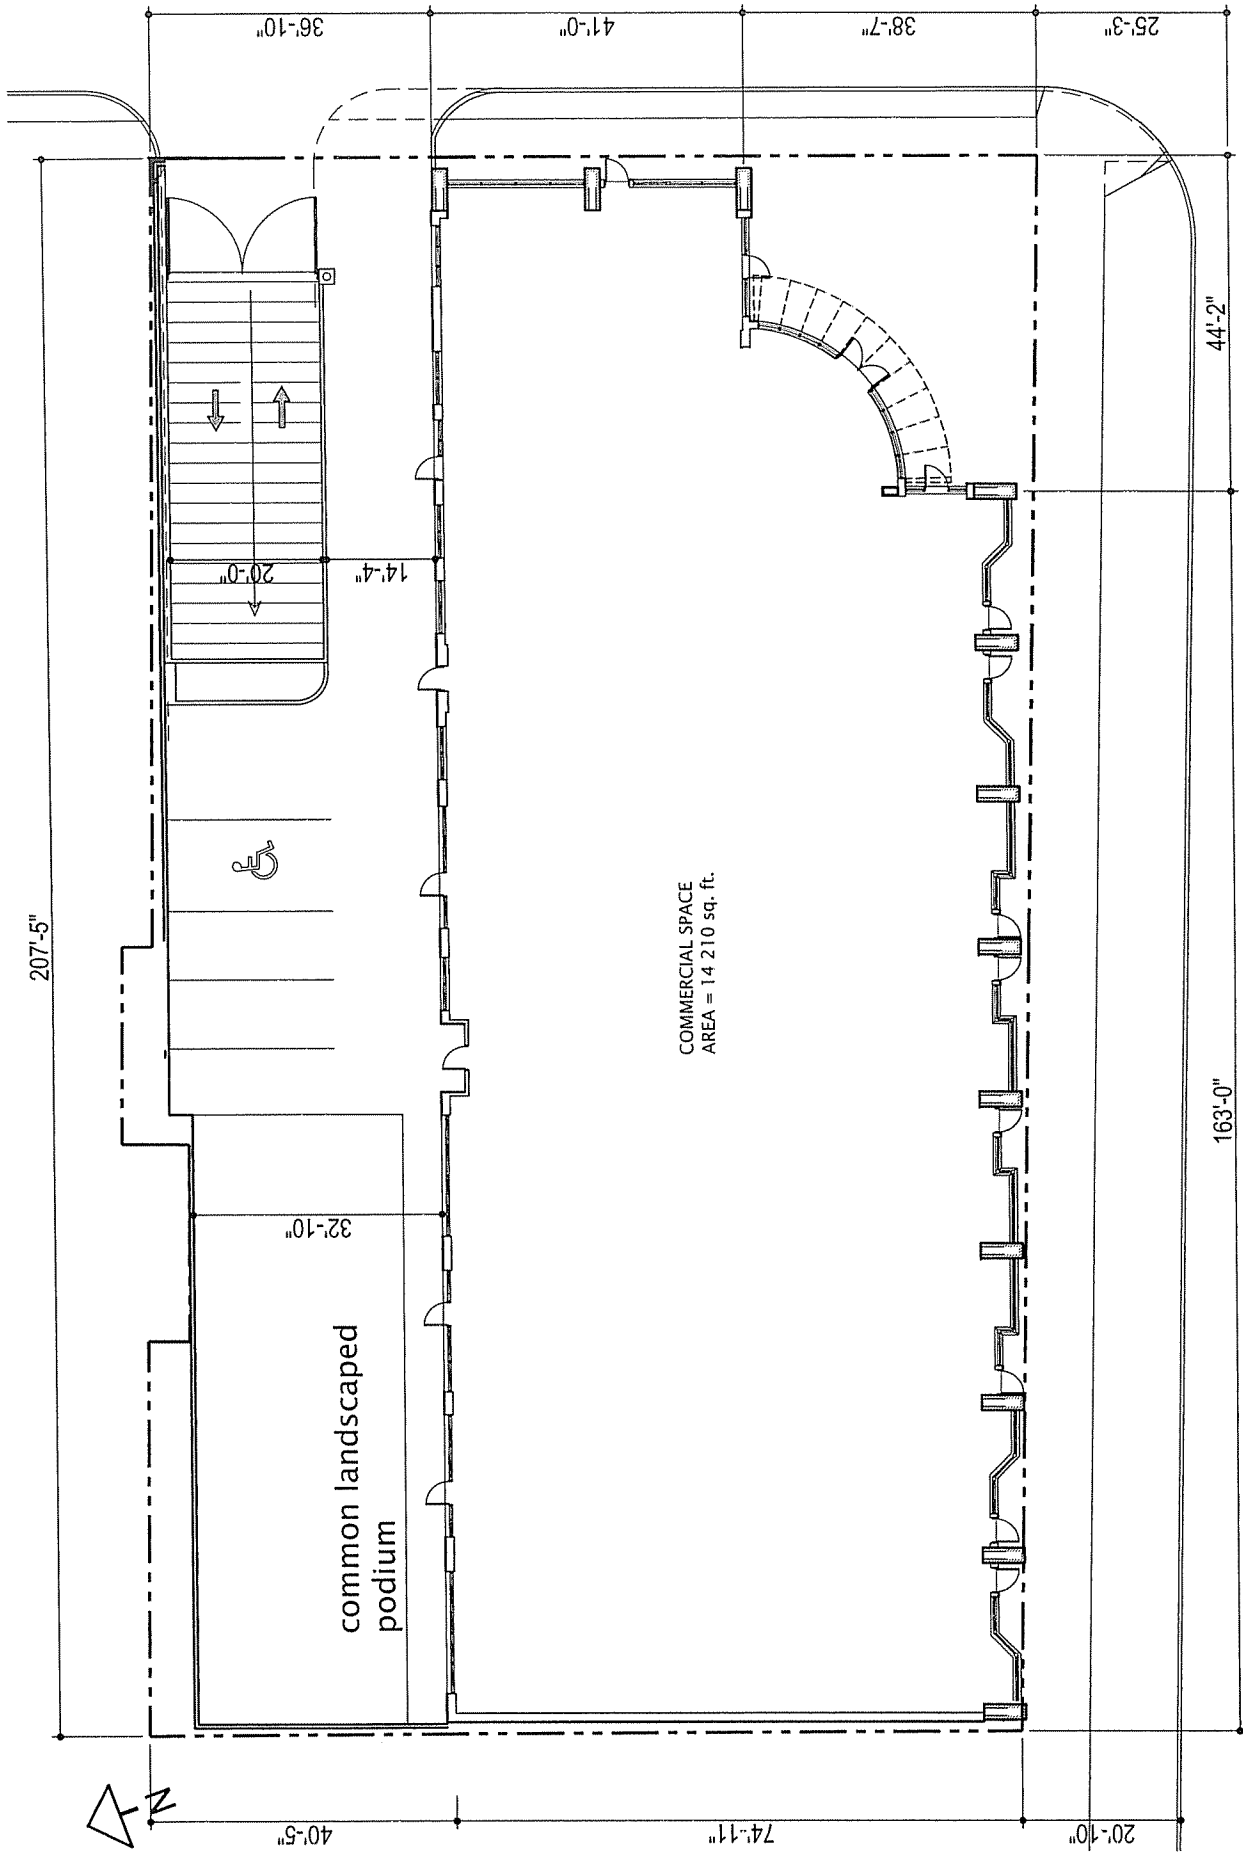 36'-10"
41'-0"
38'-7"
25'-3"
207'-5"
44'-2"
20'-0"
14'-4"
COMMERCIAL SPACE
AREA = 14 210 sq. ft.
163'-0"
32'-10"
common landscaped
podium
N
40'-5"
74'-11"
20'-10"